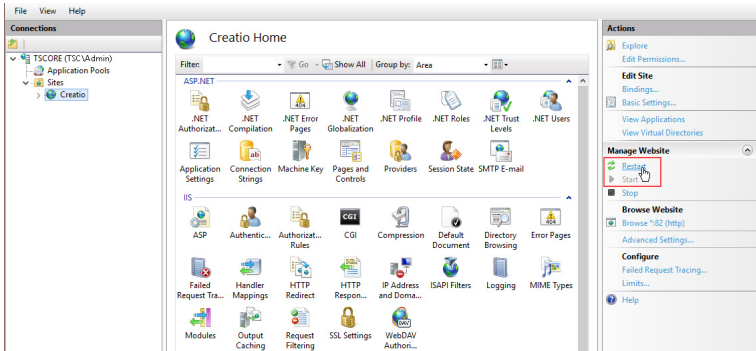 File View Help
Connections
TSCORE (TSC\Admin)
Application Pools
Sites
Creatio
Creatio Home
Filter: Go Show All Group by: Area
ASP.NET
.NET Authorizat... .NET Compilation .NET Error Pages .NET Globalization .NET Profile .NET Roles .NET Trust Levels .NET Users
Application Settings Connection Strings Machine Key Pages and Controls Providers Session State SMTP E-mail
IIS
ASP Authentic... Authorizat... Rules CGI Compression Default Document Directory Browsing Error Pages
Failed Request Tra... Handler Mappings HTTP Redirect HTTP Respon... IP Address and Doma... ISAPI Filters Logging MIME Types
Modules Output Caching Request Filtering SSL Settings WebDAV Authori...
Actions
Explore
Edit Permissions...
Edit Site
Bindings...
Basic Settings...
View Applications
View Virtual Directories
Manage Website
Restart
Start
Stop
Browse Website
Browse *:82 (http)
Advanced Settings...
Configure
Failed Request Tracing...
Limits...
Help